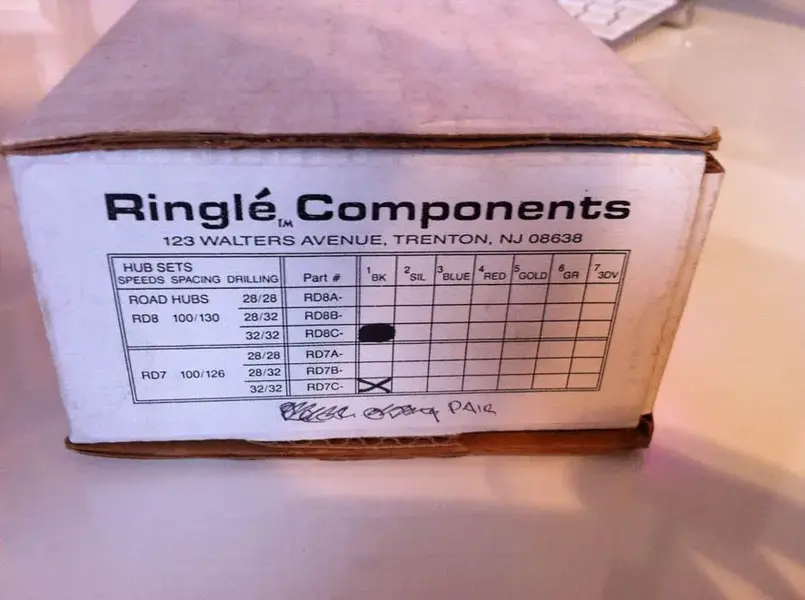 Ringlé™ Components
123 WALTERS AVENUE, TRENTON, NJ 08638
HUB SETS
SPEEDS SPACING DRILLING Part # 1 BK 2 SIL 3 BLUE 4 RED 5 GOLD 6 GR 7 3DV
ROAD HUBS 28/28 RD8A-
RD8 100/130 28/32 RD8B-
32/32 RD8C-
28/28 RD7A-
RD7 100/126 28/32 RD7B-
32/32 RD7C-
PAIR